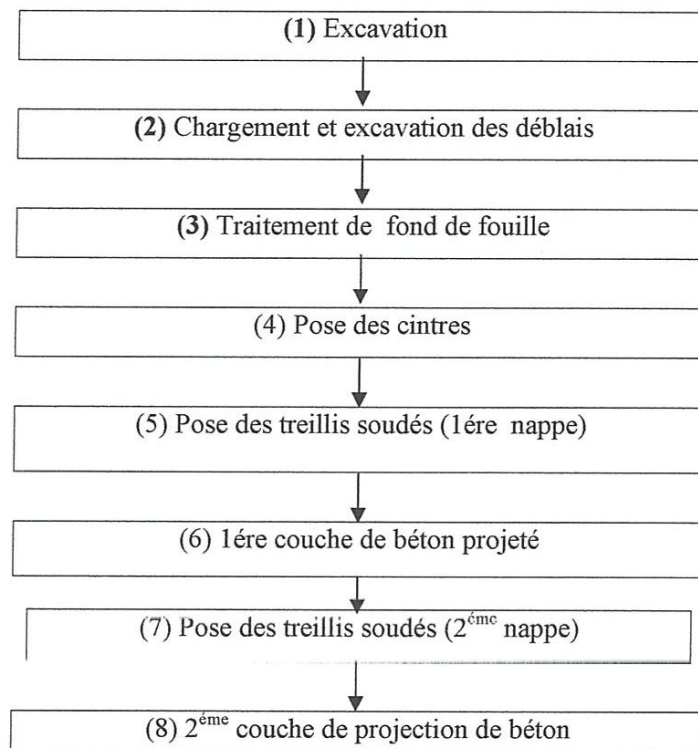 (1) Excavation
(2) Chargement et excavation des déblais
(3) Traitement de fond de fouille
(4) Pose des cintres
(5) Pose des treillis soudés (1ére nappe)
(6) 1ére couche de béton projeté
(7) Pose des treillis soudés (2éme nappe)
(8) 2éme couche de projection de béton